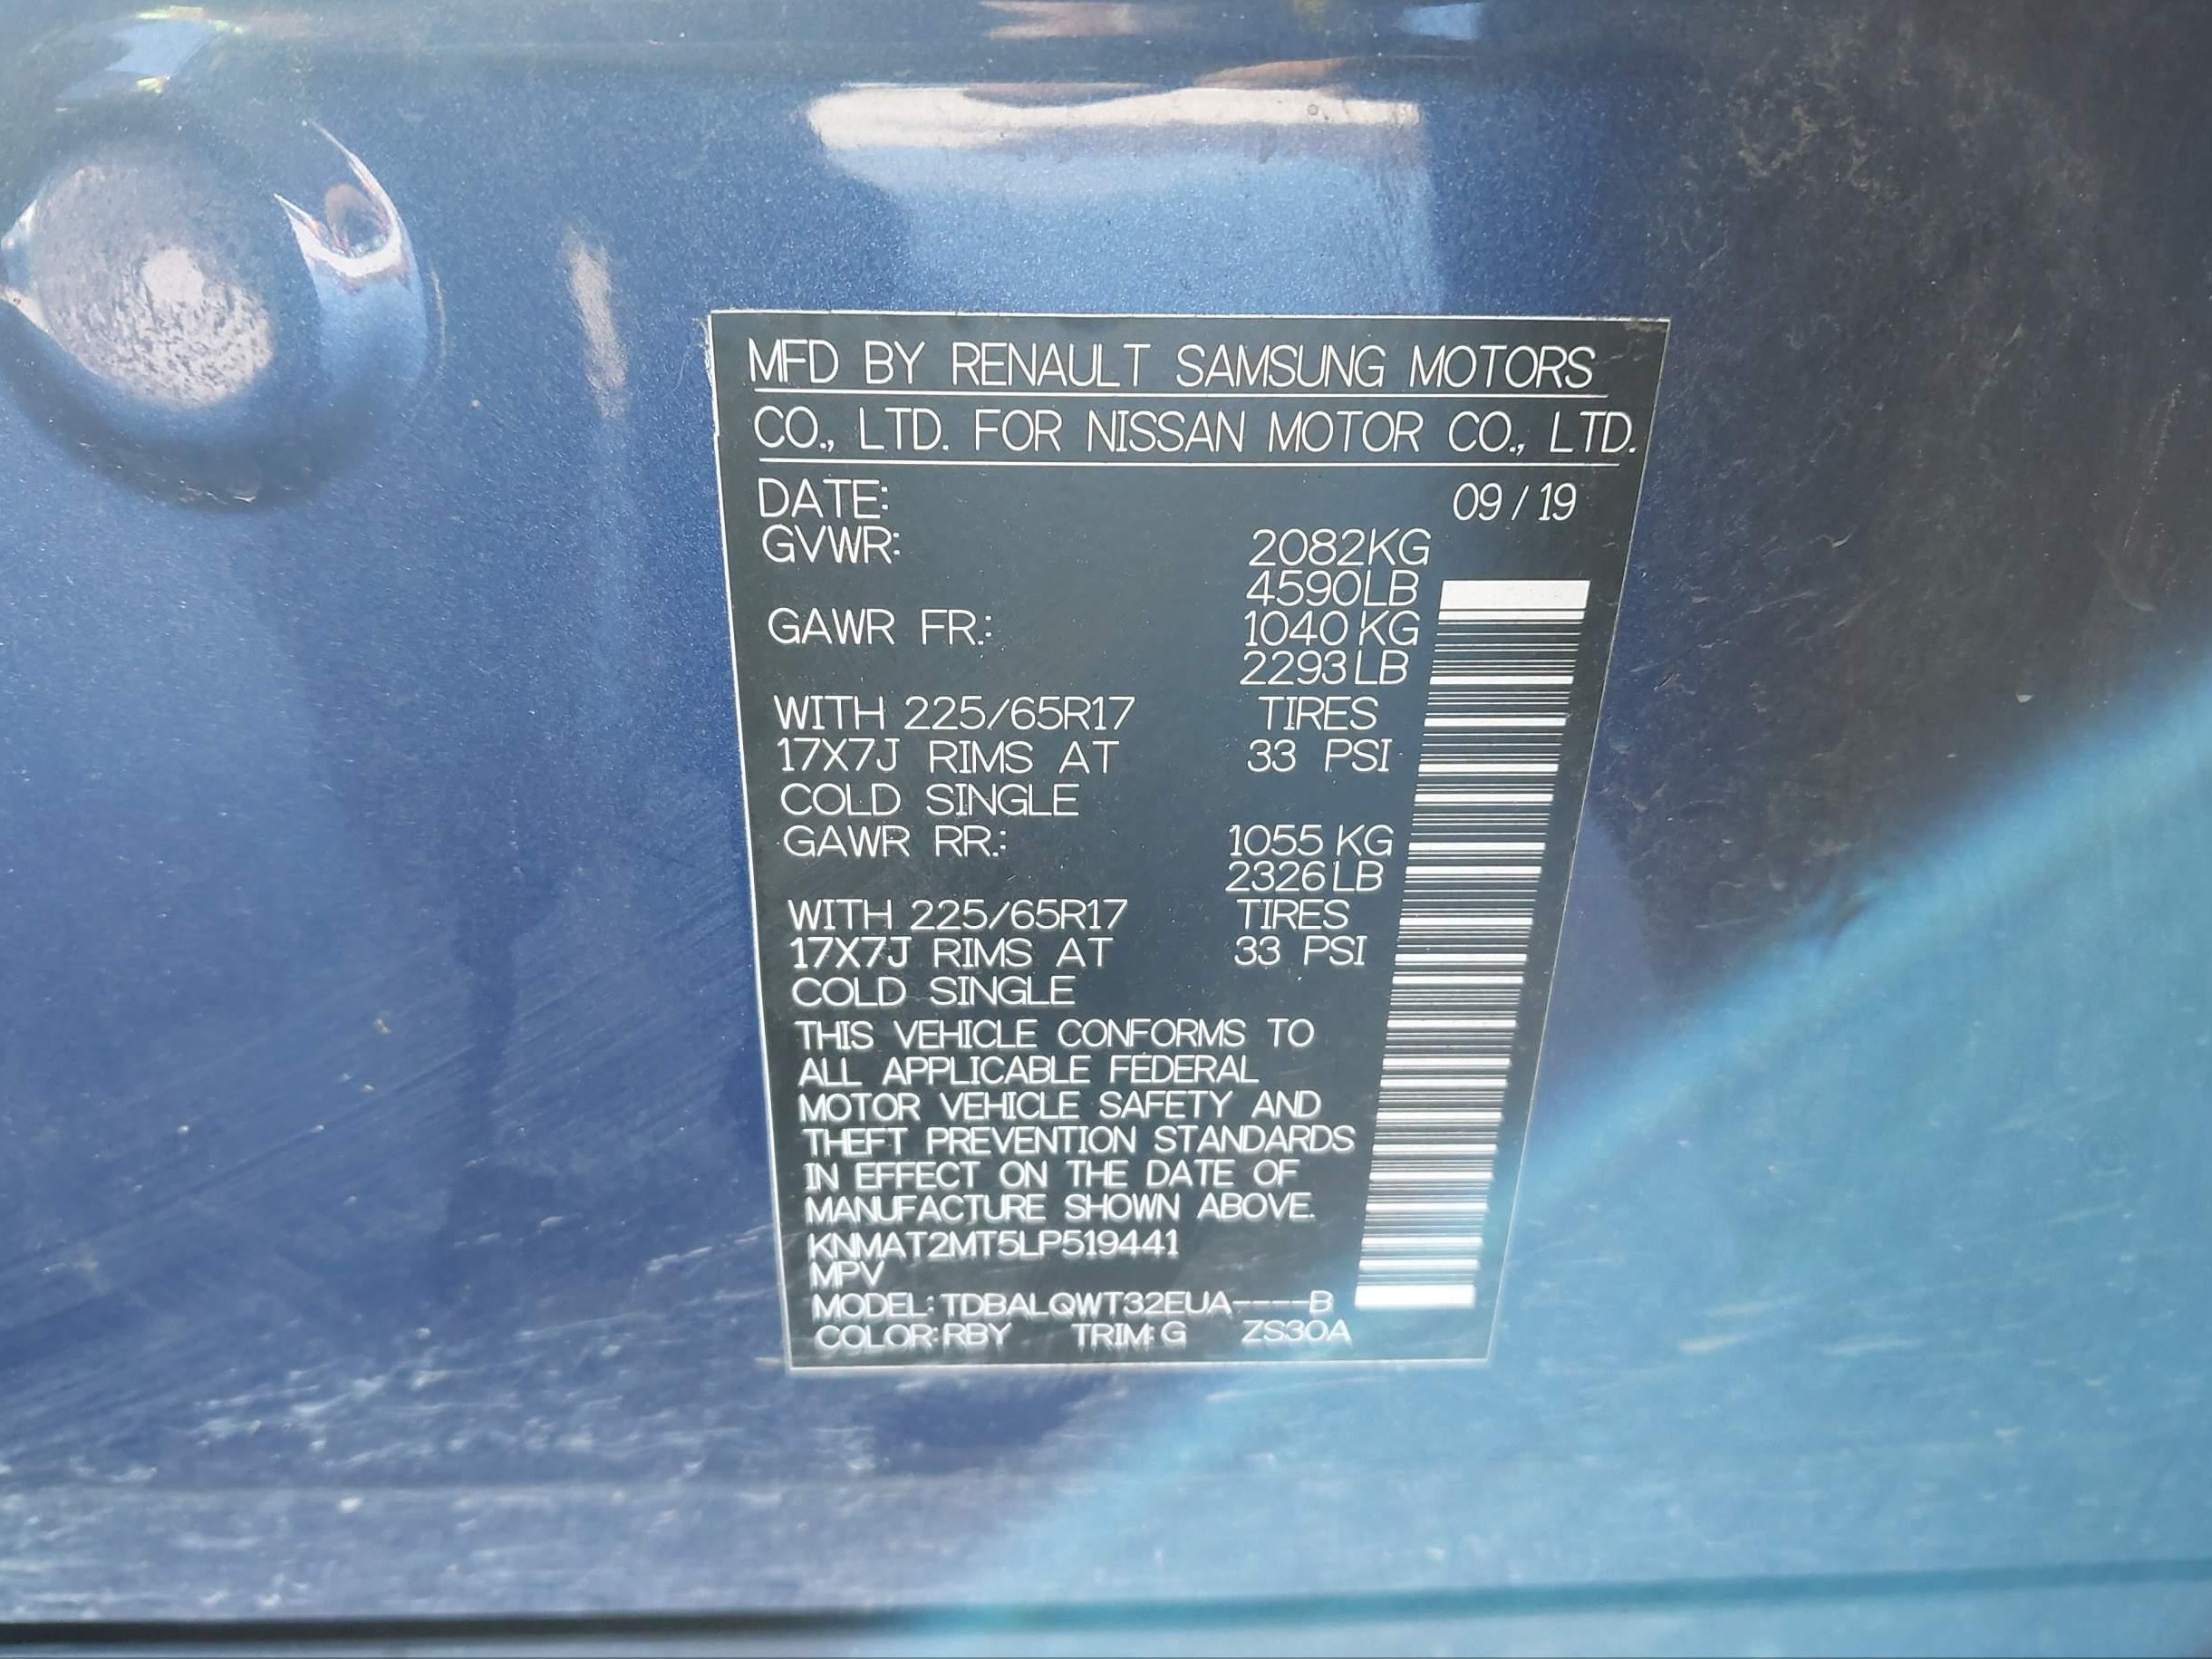 MFD BY RENAULT SAMSUNG MOTORS
CO., LTD. FOR NISSAN MOTOR CO., LTD.
DATE: 09 / 19
GVWR: 2082KG
4590LB
GAWR FR.: 1040 KG
2293LB
WITH 225/65R17 TIRES
17X7J RIMS AT 33 PSI
COLD SINGLE
GAWR RR.: 1055 KG
2326LB
WITH 225/65R17 TIRES
17X7J RIMS AT 33 PSI
COLD SINGLE
THIS VEHICLE CONFORMS TO
ALL APPLICABLE FEDERAL
MOTOR VEHICLE SAFETY AND
THEFT PREVENTION STANDARDS
IN EFFECT ON THE DATE OF
MANUFACTURE SHOWN ABOVE.
KNMAT2MT5LP519441
MPV
MODEL: TDBALQWT32EUA----B
COLOR: RBY TRIM: G ZS30A